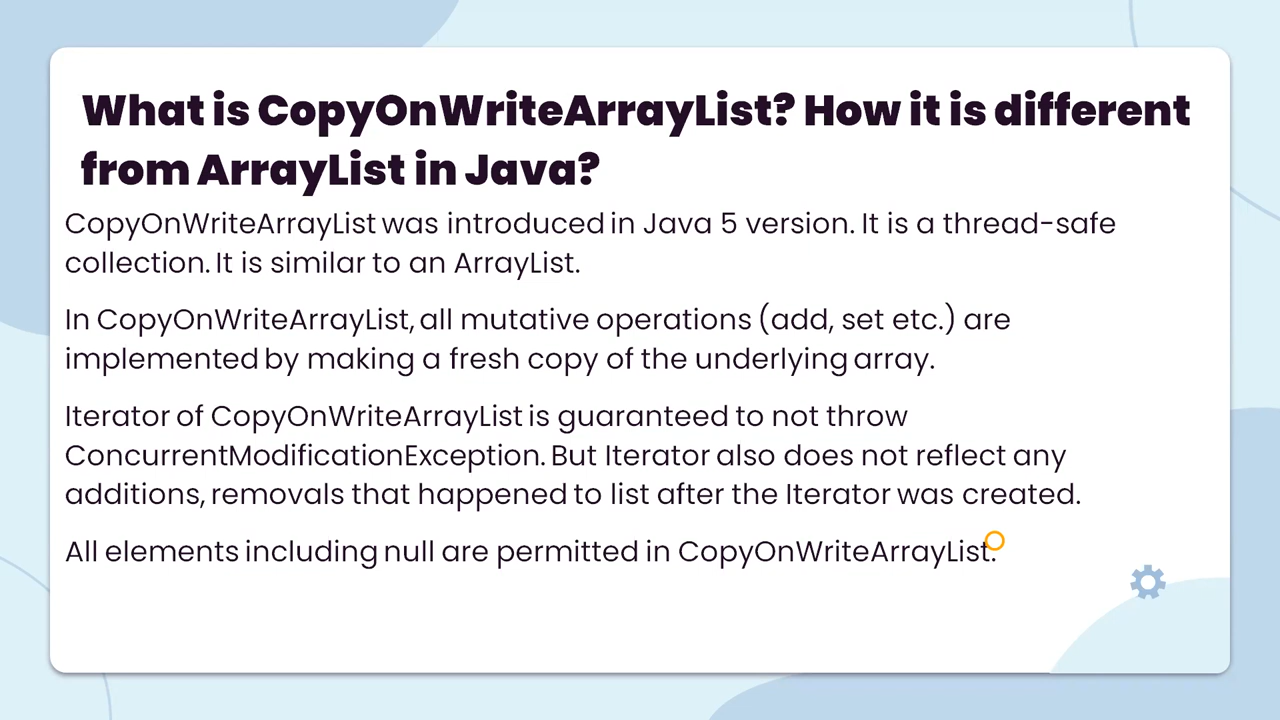 What is CopyOnWriteArrayList? How it is different
from ArrayList in Java?
CopyOnWriteArrayList was introduced in Java 5 version. It is a thread-safe
collection. It is similar to an ArrayList.
In CopyOnWriteArrayList, all mutative operations (add, set etc.) are
implemented by making a fresh copy of the underlying array.
Iterator of CopyOnWriteArrayList is guaranteed to not throw
ConcurrentModificationException. But Iterator also does not reflect any
additions, removals that happened to list after the Iterator was created.
All elements including null are permitted in CopyOnWriteArrayList.